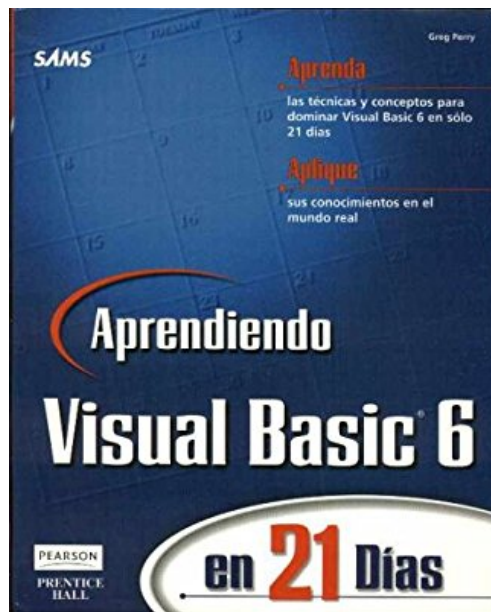 SAMS
Greg Perry
Aprenda
las técnicas y conceptos para
dominar Visual Basic 6 en sólo
21 días
Aplique
sus conocimientos en el
mundo real
Aprendiendo
Visual Basic® 6
en 21 Días
PEARSON
PRENTICE
HALL